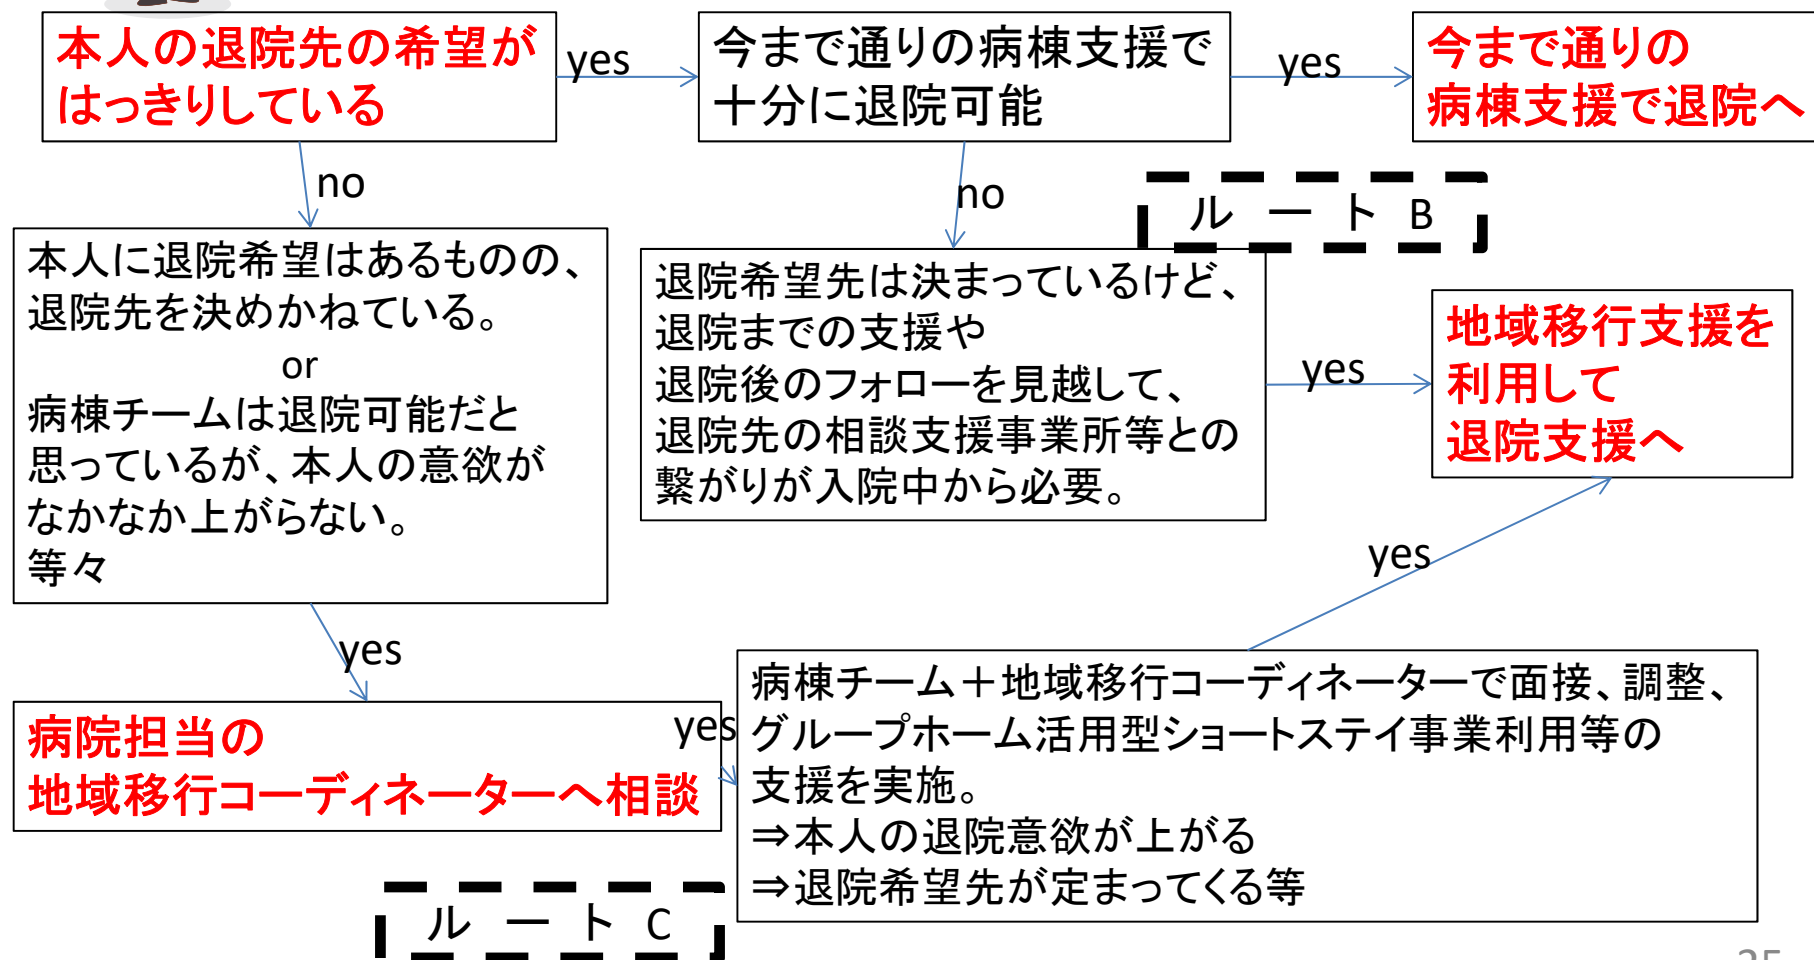 本人の退院先の希望が
はっきりしている
yes
今まで通りの病棟支援で
十分に退院可能
yes
今まで通りの
病棟支援で退院へ
no
no
ルートB
本人に退院希望はあるものの、
退院先を決めかねている。
or
病棟チームは退院可能だと
思っているが、本人の意欲が
なかなか上がらない。
等々
退院希望先は決まっているけど、
退院までの支援や
退院後のフォローを見越して、
退院先の相談支援事業所等との
繋がりが入院中から必要。
yes
地域移行支援を
利用して
退院支援へ
yes
yes
病院担当の
地域移行コーディネーターへ相談
yes
病棟チーム＋地域移行コーディネーターで面接、調整、
グループホーム活用型ショートステイ事業利用等の
支援を実施。
⇒本人の退院意欲が上がる
⇒退院希望先が定まってくる等
ルートC